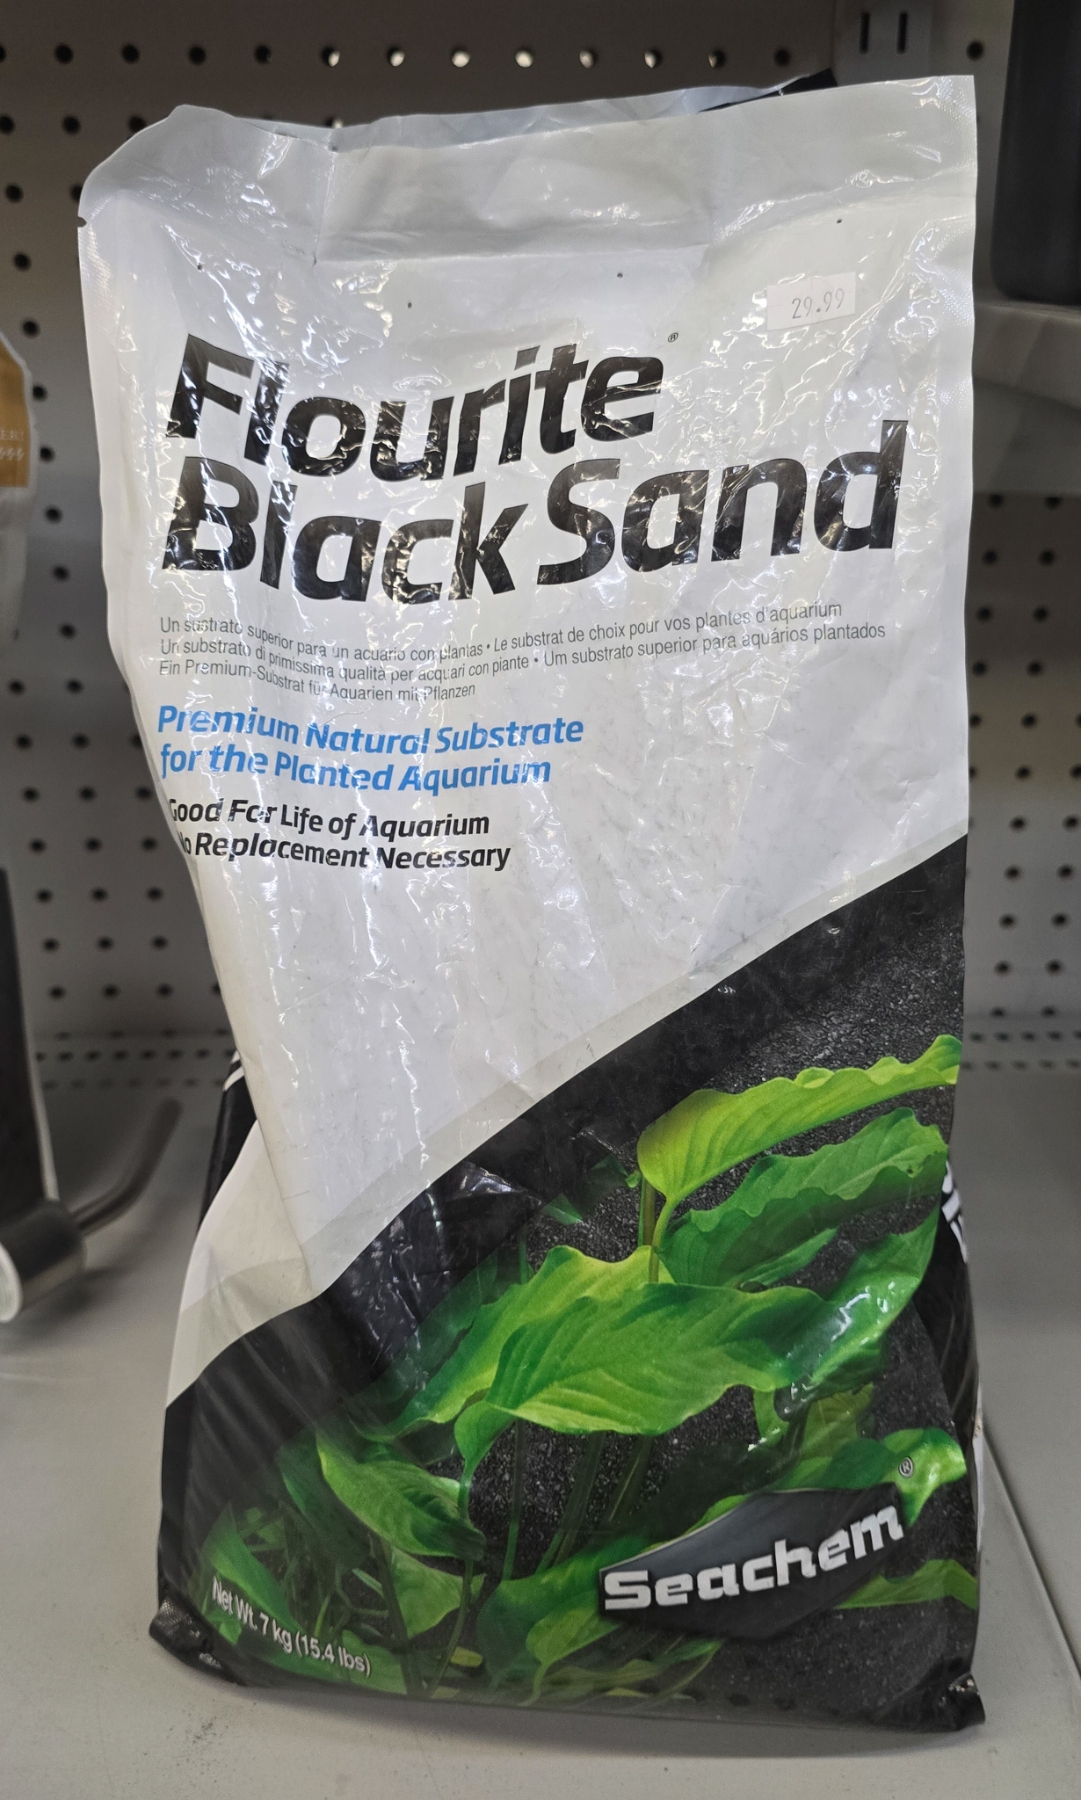 29.99
Flourite®
Black Sand
Un sustrato superior para un acuario con plantas • Le substrat de choix pour vos plantes d'aquarium
Un substrato di primissima qualità per acquari con piante • Um substrato superior para aquários plantados
Ein Premium-Substrat für Aquarien mit Pflanzen
Premium Natural Substrate
for the Planted Aquarium
Good For Life of Aquarium
No Replacement Necessary
Seachem®
Net Wt. 7 kg (15.4 lbs)